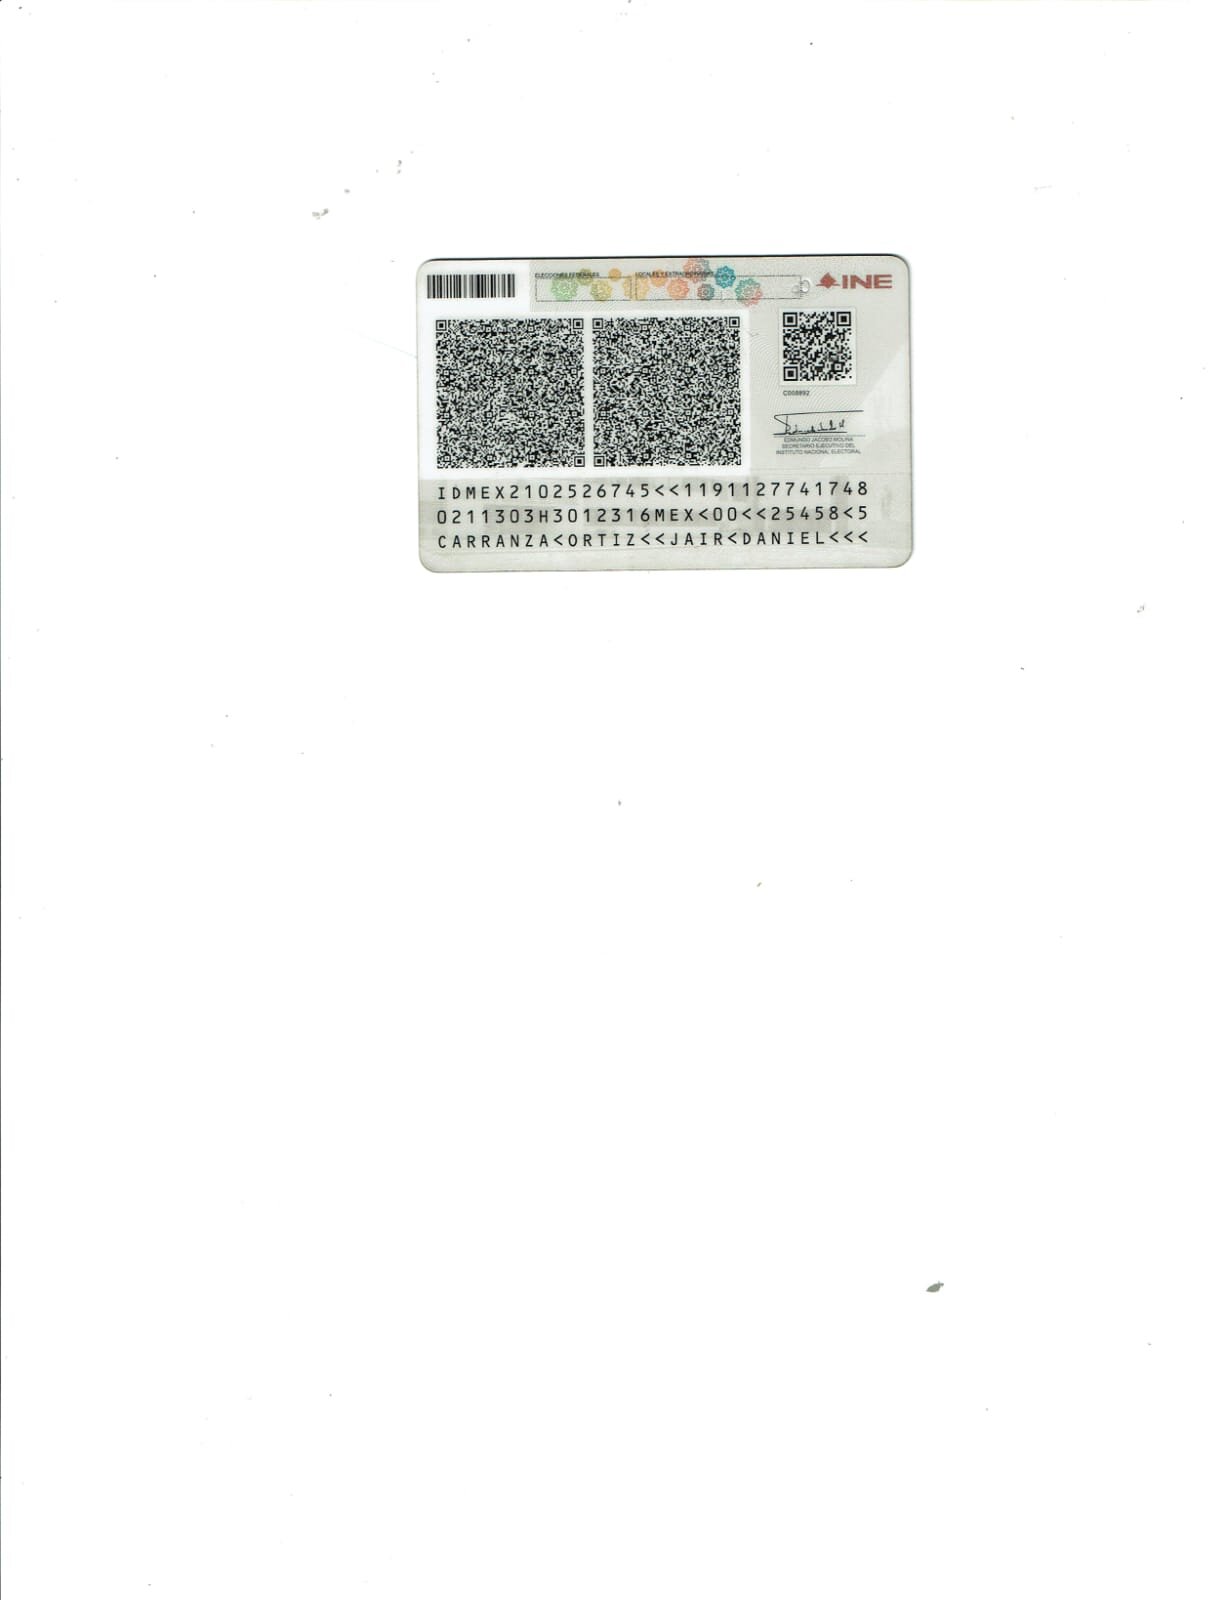 ELECCIONES FEDERALES LOCALES Y EXTRAORDINARIAS
INE
C008892
EDMUNDO JACOBO MOLINA
SECRETARIO EJECUTIVO DEL
INSTITUTO NACIONAL ELECTORAL
IDMEX2102526745<<1191127741748
0211303H3012316MEX<00<<25458<5
CARRANZA<ORTIZ<<JAIR<DANIEL<<<